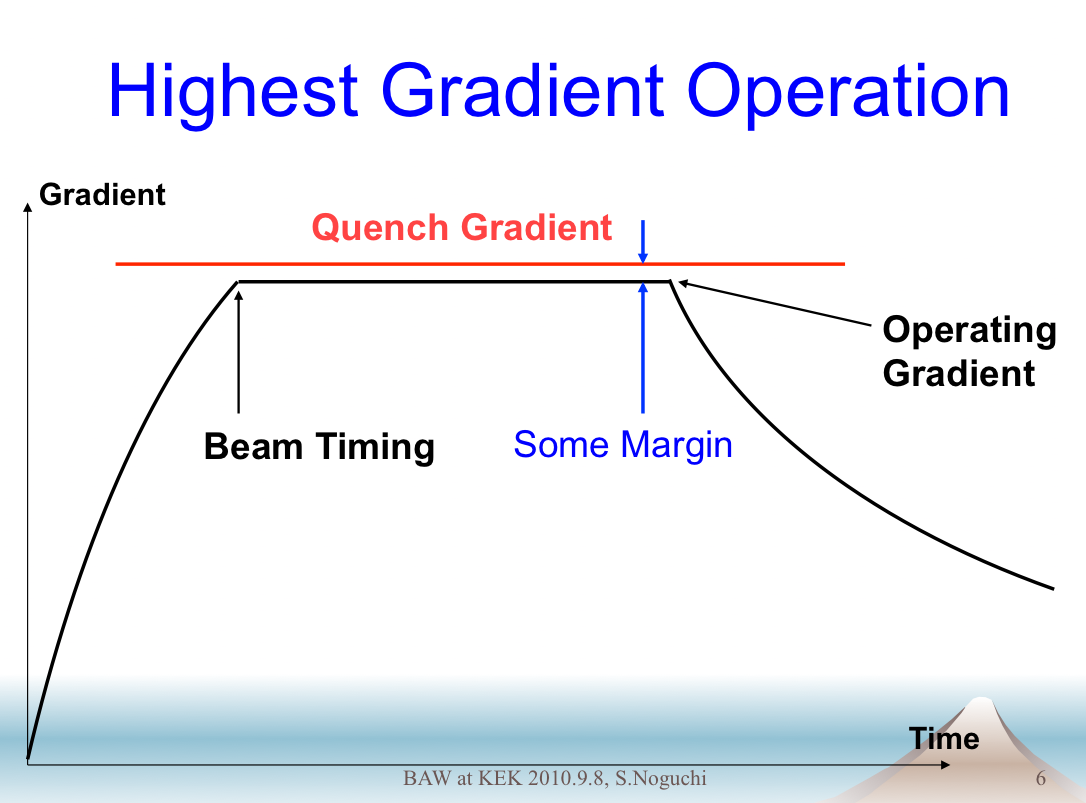 Highest Gradient Operation
Gradient
Quench Gradient
Operating
Gradient
Beam Timing
Some Margin
Time
BAW at KEK 2010.9.8, S.Noguchi
6